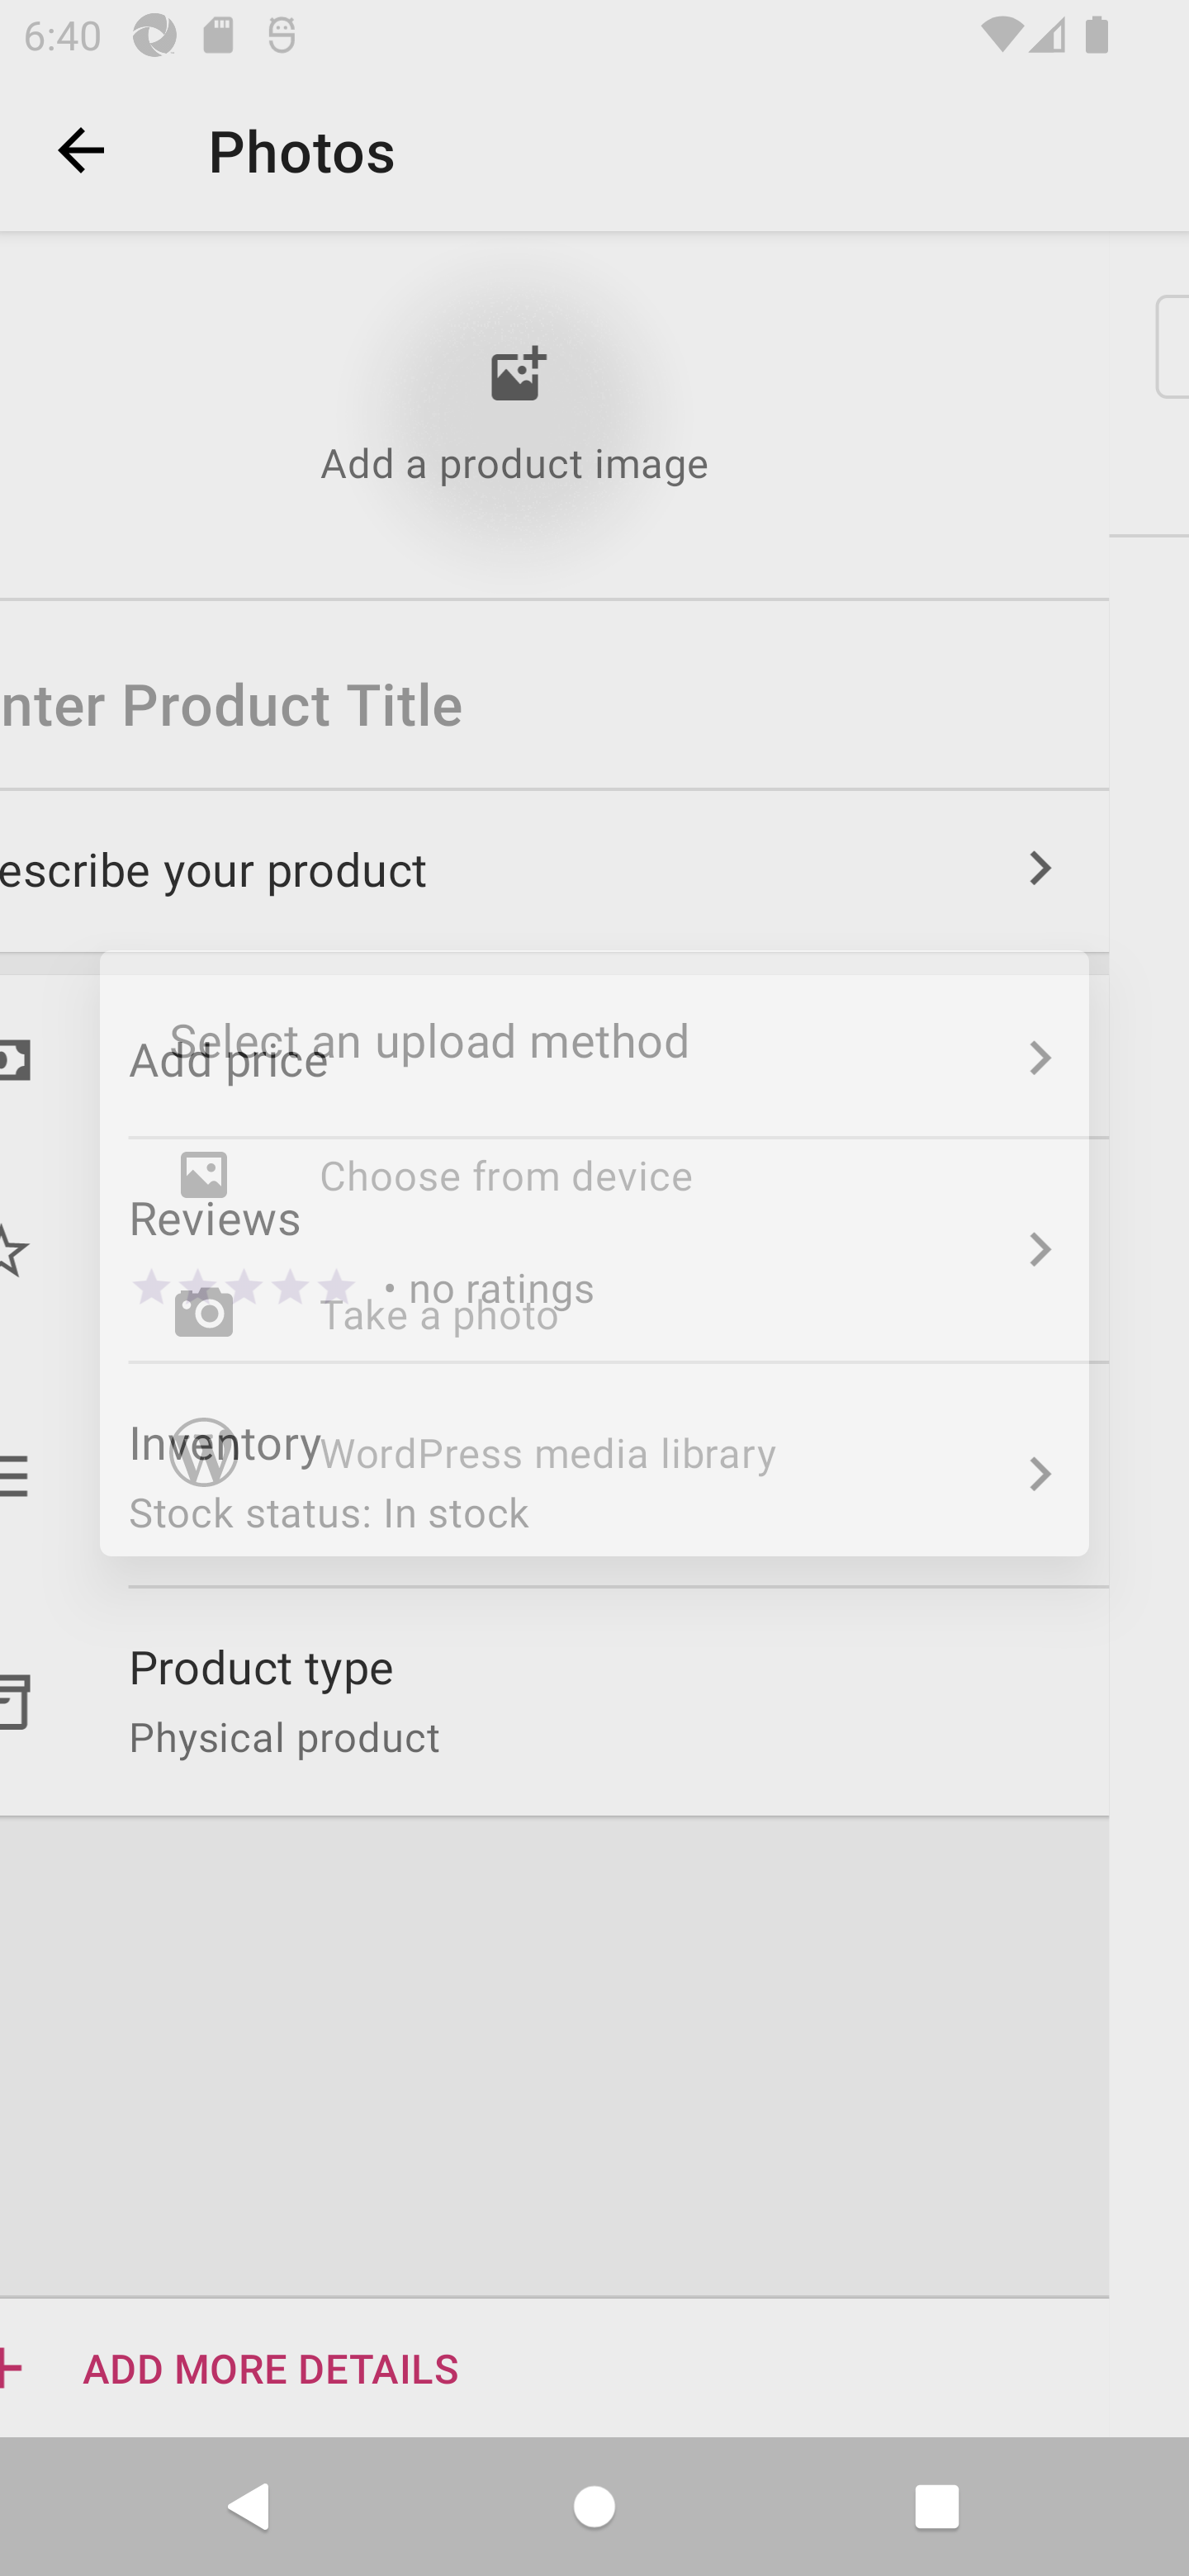 6:40
Photos
Add a product image
nter Product Title
escribe your product
Select an upload method
Add price
Choose from device
Reviews
• no ratings
Take a photo
Inventory
WordPress media library
Stock status: In stock
Product type
Physical product
ADD MORE DETAILS